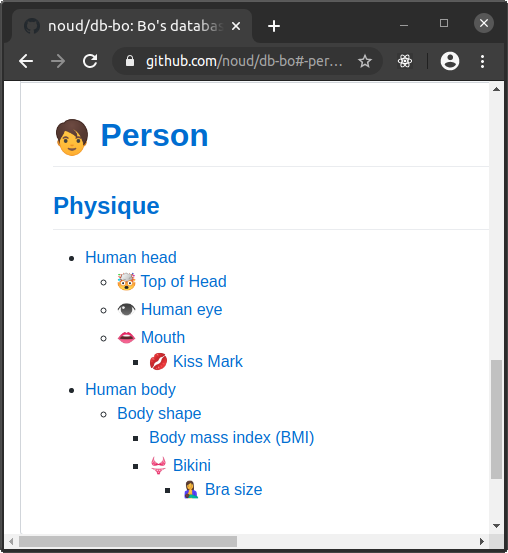 noud/db-bo: Bo's databas
github.com/noud/db-bo#-per...
Person
Physique
Human head
Top of Head
Human eye
Mouth
Kiss Mark
Human body
Body shape
Body mass index (BMI)
Bikini
Bra size